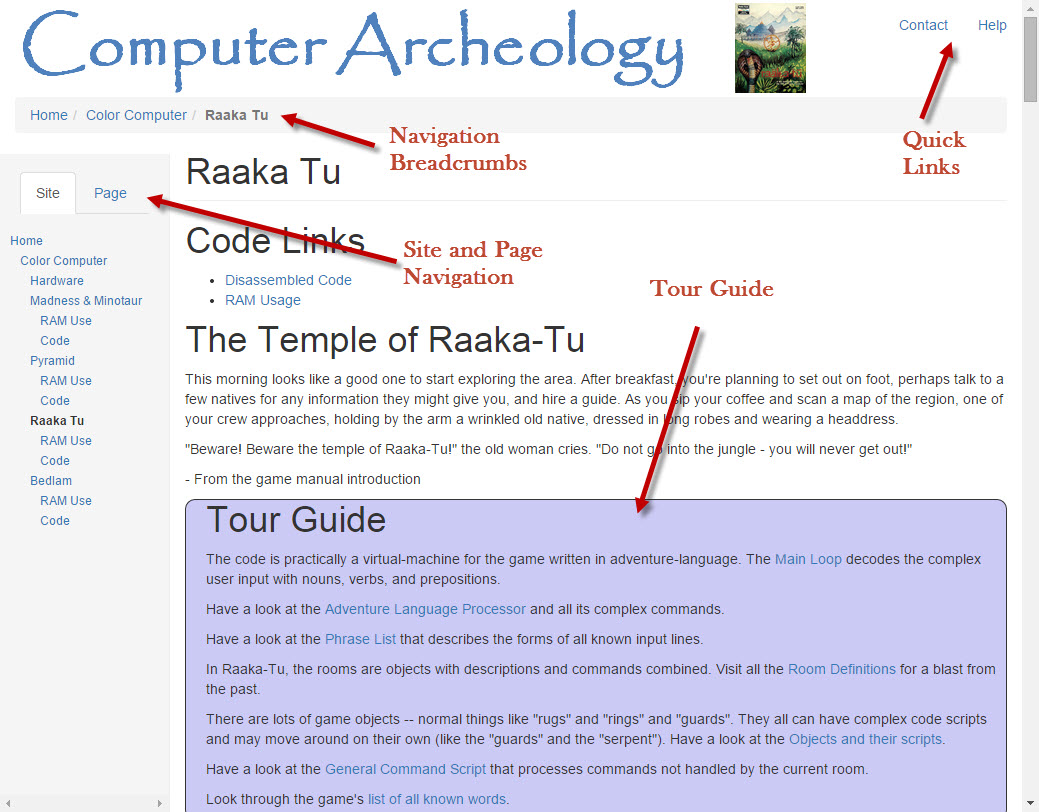 Computer Archeology
Contact Help
Home / Color Computer / Raaka Tu
Navigation
Breadcrumbs
Quick
Links
Site Page
Site and Page
Navigation
Tour Guide
Home
Color Computer
Hardware
Madness & Minotaur
RAM Use
Code
Pyramid
RAM Use
Code
Raaka Tu
RAM Use
Code
Bedlam
RAM Use
Code
Raaka Tu
Code Links
• Disassembled Code
• RAM Usage
The Temple of Raaka-Tu
This morning looks like a good one to start exploring the area. After breakfast, you're planning to set out on foot, perhaps talk to a
few natives for any information they might give you, and hire a guide. As you sip your coffee and scan a map of the region, one of
your crew approaches, holding by the arm a wrinkled old native, dressed in long robes and wearing a headdress.
"Beware! Beware the temple of Raaka-Tu!" the old woman cries. "Do not go into the jungle - you will never get out!"
- From the game manual introduction
Tour Guide
The code is practically a virtual-machine for the game written in adventure-language. The Main Loop decodes the complex
user input with nouns, verbs, and prepositions.
Have a look at the Adventure Language Processor and all its complex commands.
Have a look at the Phrase List that describes the forms of all known input lines.
In Raaka-Tu, the rooms are objects with descriptions and commands combined. Visit all the Room Definitions for a blast from
the past.
There are lots of game objects -- normal things like "rugs" and "rings" and "guards". They all can have complex code scripts
and may move around on their own (like the "guards" and the "serpent"). Have a look at the Objects and their scripts.
Have a look at the General Command Script that processes commands not handled by the current room.
Look through the game's list of all known words.